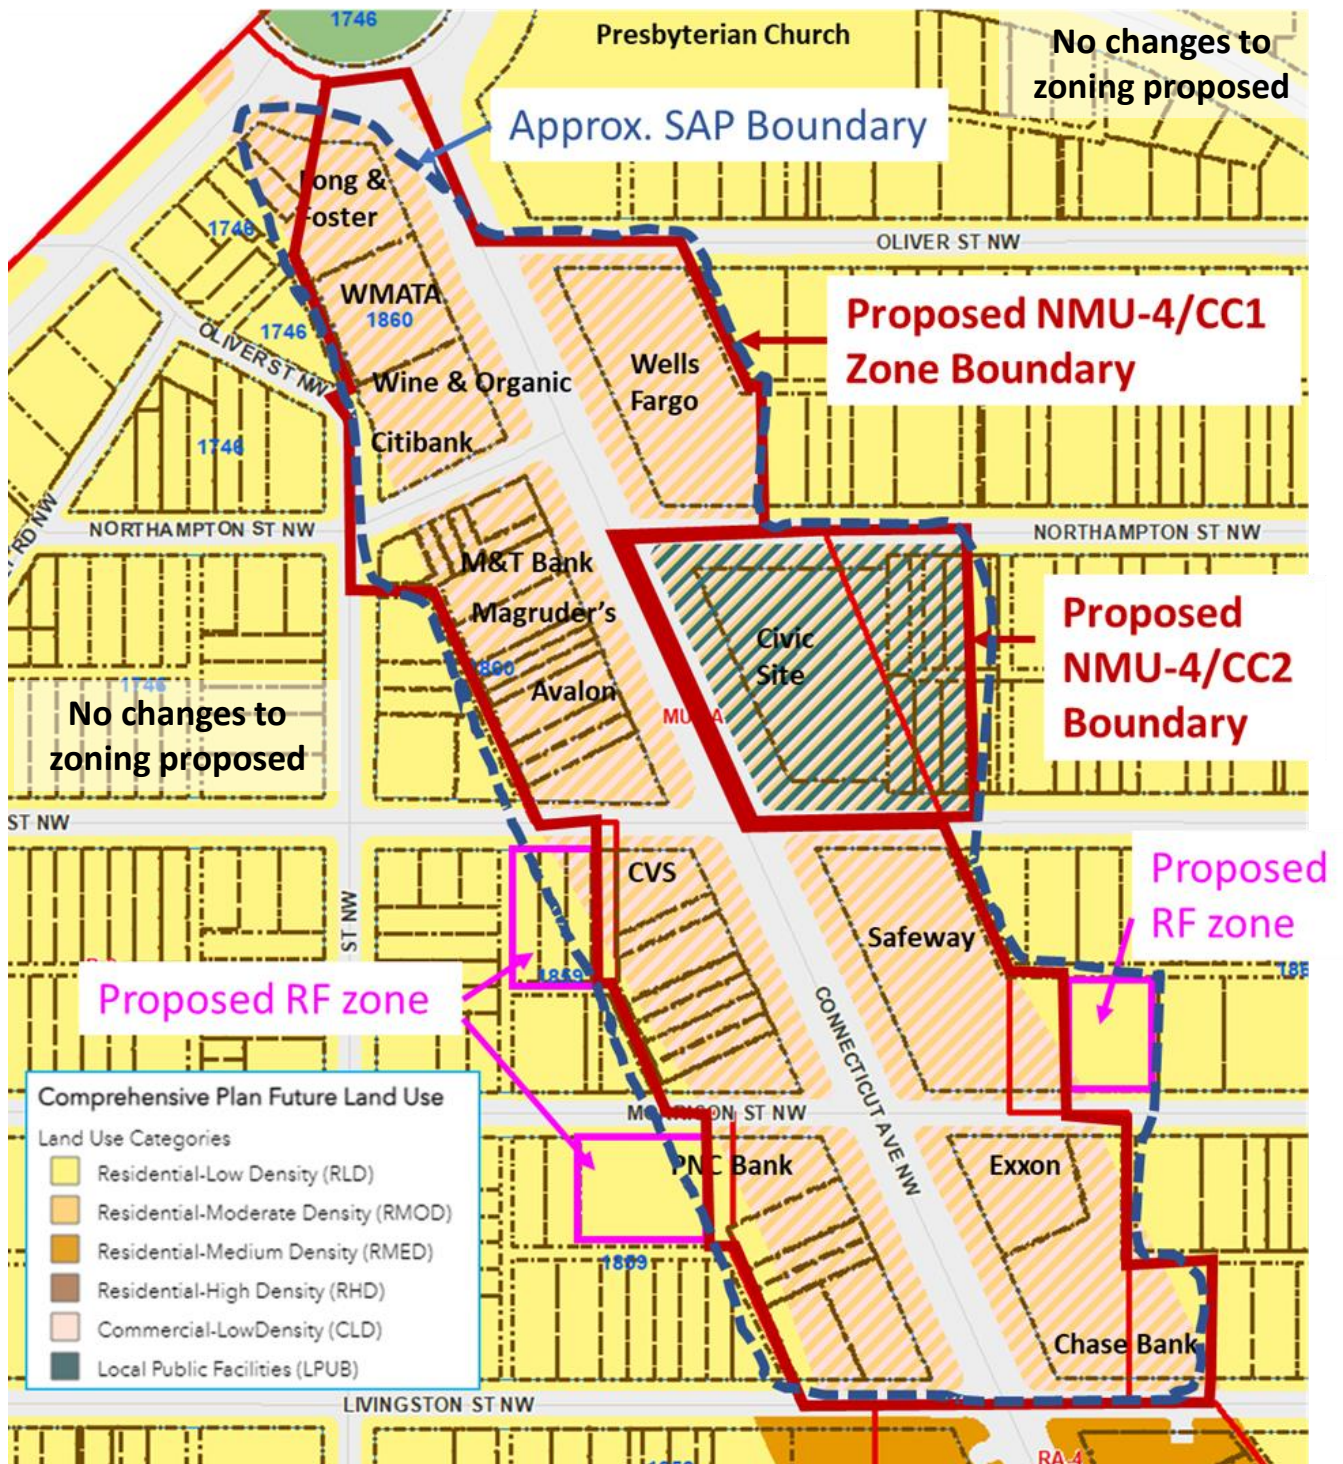 1746
Presbyterian Church
No changes to
zoning proposed
Approx. SAP Boundary
Long &
Foster
1746
OLIVER ST NW
WMATA
1860
1746
OLIVER ST NW
Proposed NMU-4/CC1
Zone Boundary
Wells
Fargo
Wine & Organic
Citibank
1746
RD NW
NORTHAMPTON ST NW
NORTHAMPTON ST NW
M&T Bank
Magruder's
1860
Avalon
Civic
Site
Proposed
NMU-4/CC2
Boundary
1746
No changes to
zoning proposed
ST NW
CVS
Proposed
RF zone
Safeway
ST NW
1859
Proposed RF zone
CONNECTICUT AVE NW
MORRISON ST NW
PNC Bank
Exxon
1859
Chase Bank
Comprehensive Plan Future Land Use
Land Use Categories
Residential-Low Density (RLD)
Residential-Moderate Density (RMOD)
Residential-Medium Density (RMED)
Residential-High Density (RHD)
Commercial-LowDensity (CLD)
Local Public Facilities (LPUB)
LIVINGSTON ST NW
RA-4